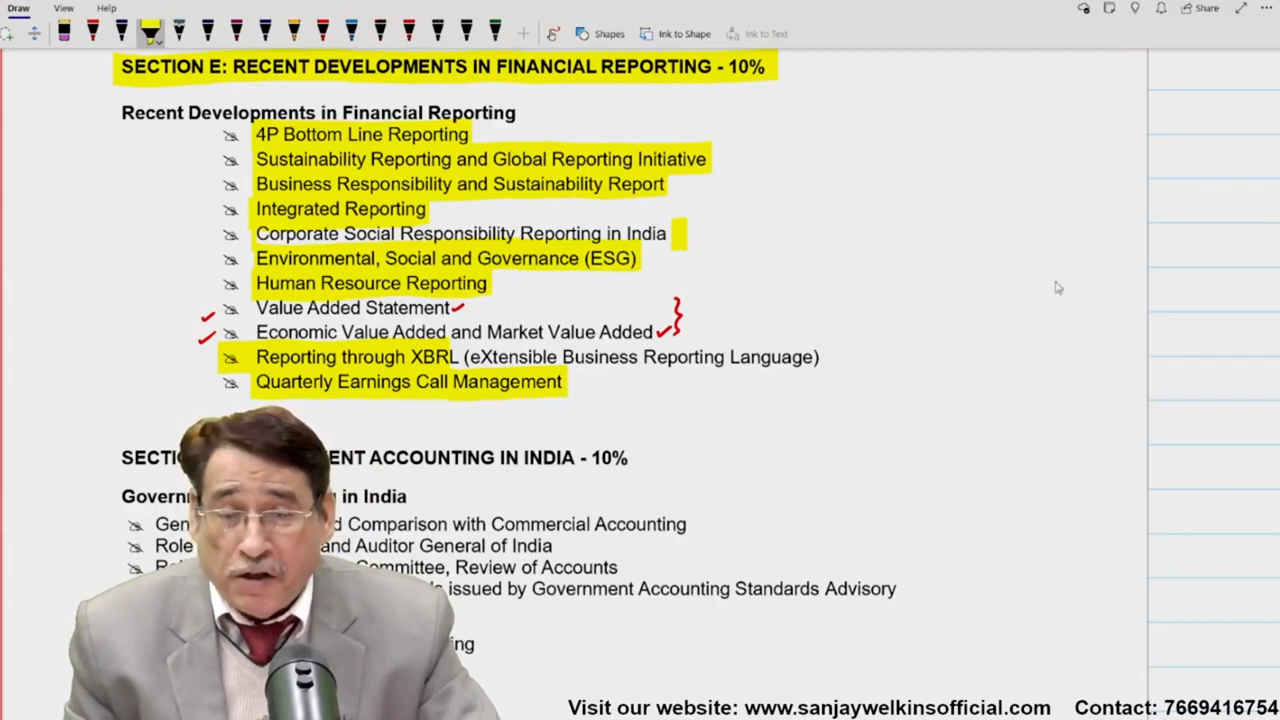 Draw View Help
Share
Shapes Ink to Shape Ink to Text
SECTION E: RECENT DEVELOPMENTS IN FINANCIAL REPORTING - 10%
Recent Developments in Financial Reporting
4P Bottom Line Reporting
Sustainability Reporting and Global Reporting Initiative
Business Responsibility and Sustainability Report
Integrated Reporting
Corporate Social Responsibility Reporting in India
Environmental, Social and Governance (ESG)
Human Resource Reporting
Value Added Statement
Economic Value Added and Market Value Added
Reporting through XBRL (eXtensible Business Reporting Language)
Quarterly Earnings Call Management
ACCOUNTING IN INDIA - 10%
in India
Comparison with Commercial Accounting
Role and Auditor General of India
Committee, Review of Accounts
issued by Government Accounting Standards Advisory
Visit our website: www.sanjaywelkinsofficial.com Contact: 7669416754